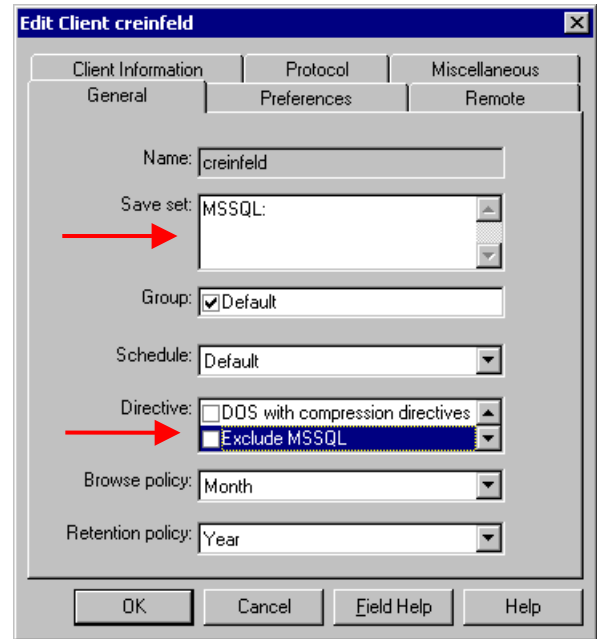 Edit Client creinfeld
Client Information Protocol Miscellaneous
General Preferences Remote
Name: creinfeld
Save set: MSSQL:
Group: Default
Schedule: Default
Directive: DOS with compression directives
Exclude MSSQL
Browse policy: Month
Retention policy: Year
OK Cancel Field Help Help